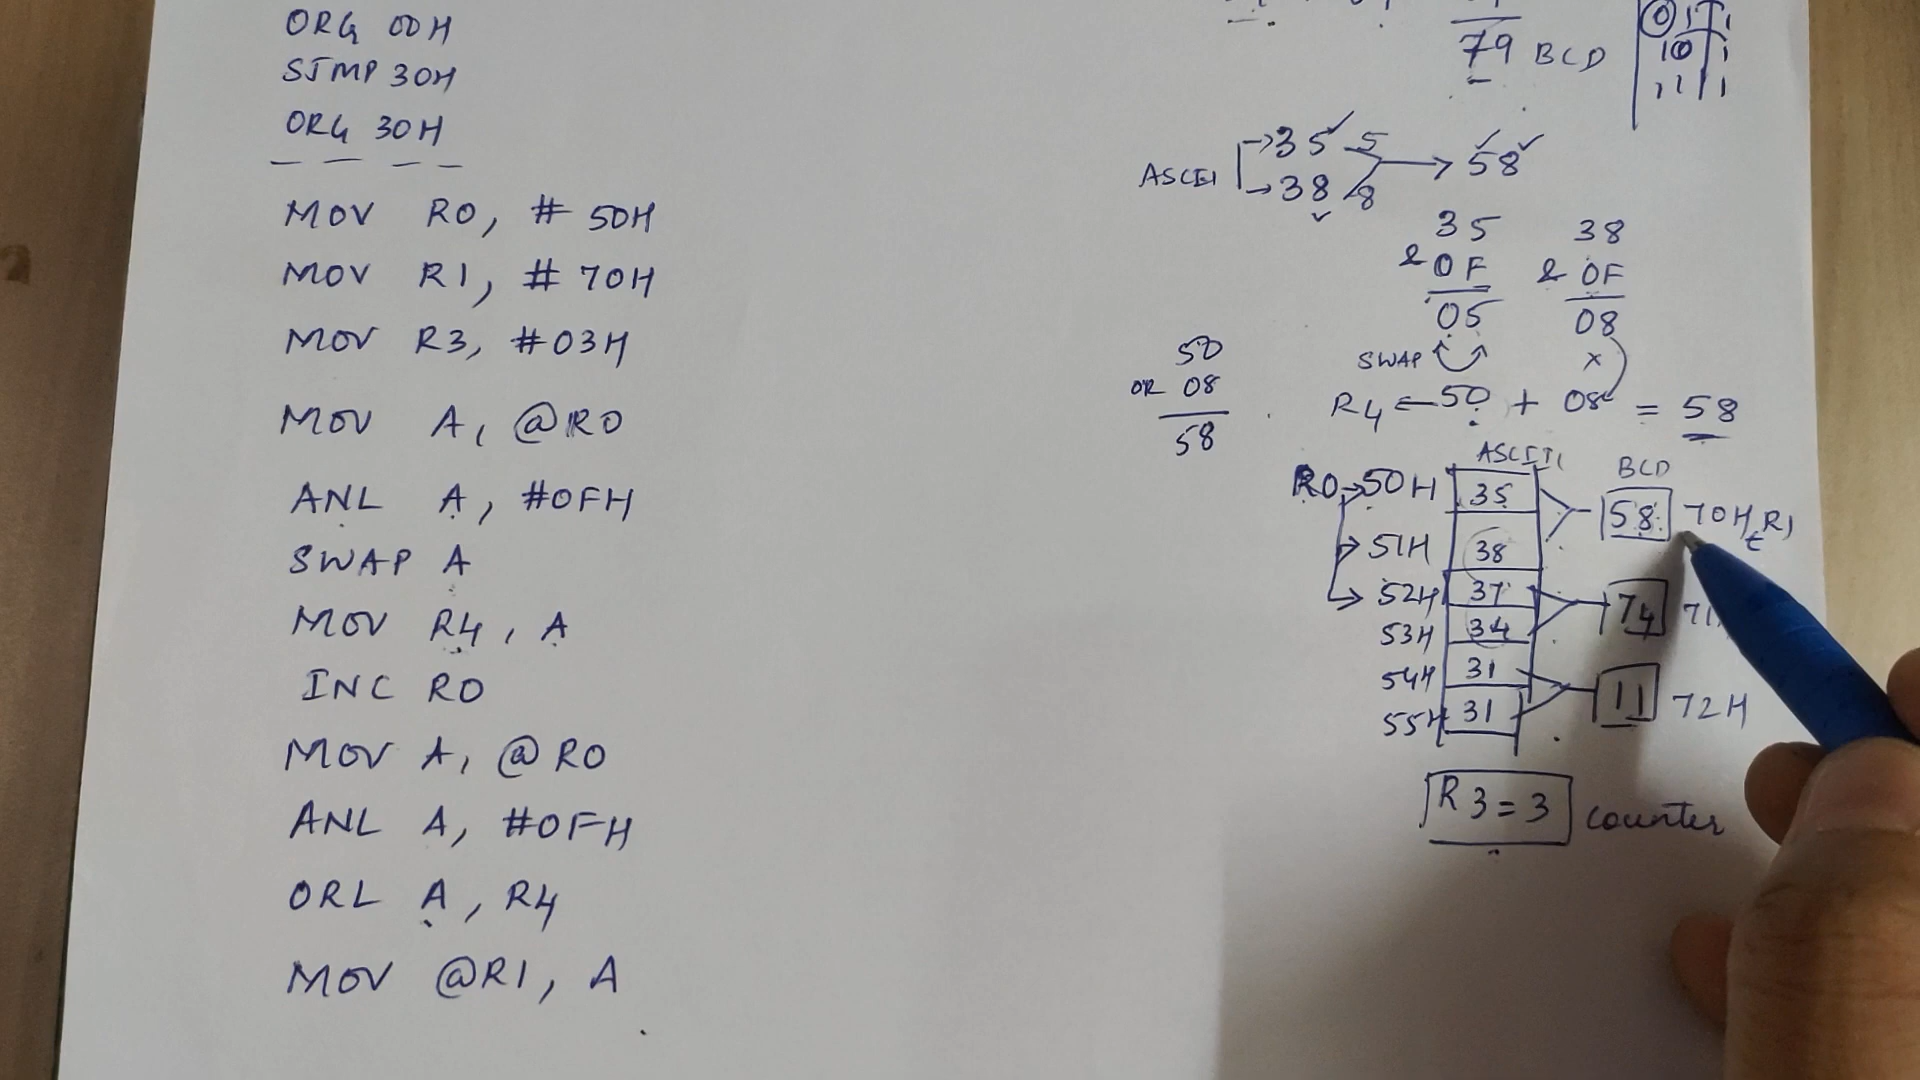 ORG 00H
SJMP 30H
ORG 30H
MOV R0, # 50H
MOV R1, # 70H
MOV R3, #03H
MOV A, @R0
ANL A, #0FH
SWAP A
MOV R4, A
INC R0
MOV A, @R0
ANL A, #0FH
ORL A, R4
MOV @R1, A
79 BCD
ASCII → 35 5 → 58
→ 38 8
35 38
& 0F & 0F
05 08
SWAP
50
OR 08
58
R4 ← 50 + 08 = 58
ASCII BCD
R0 → 50H 35 58 70H ← R1
51H 38
52H 37 74
53H 34
54H 31 11 72H
55H 31
R3 = 3 counter